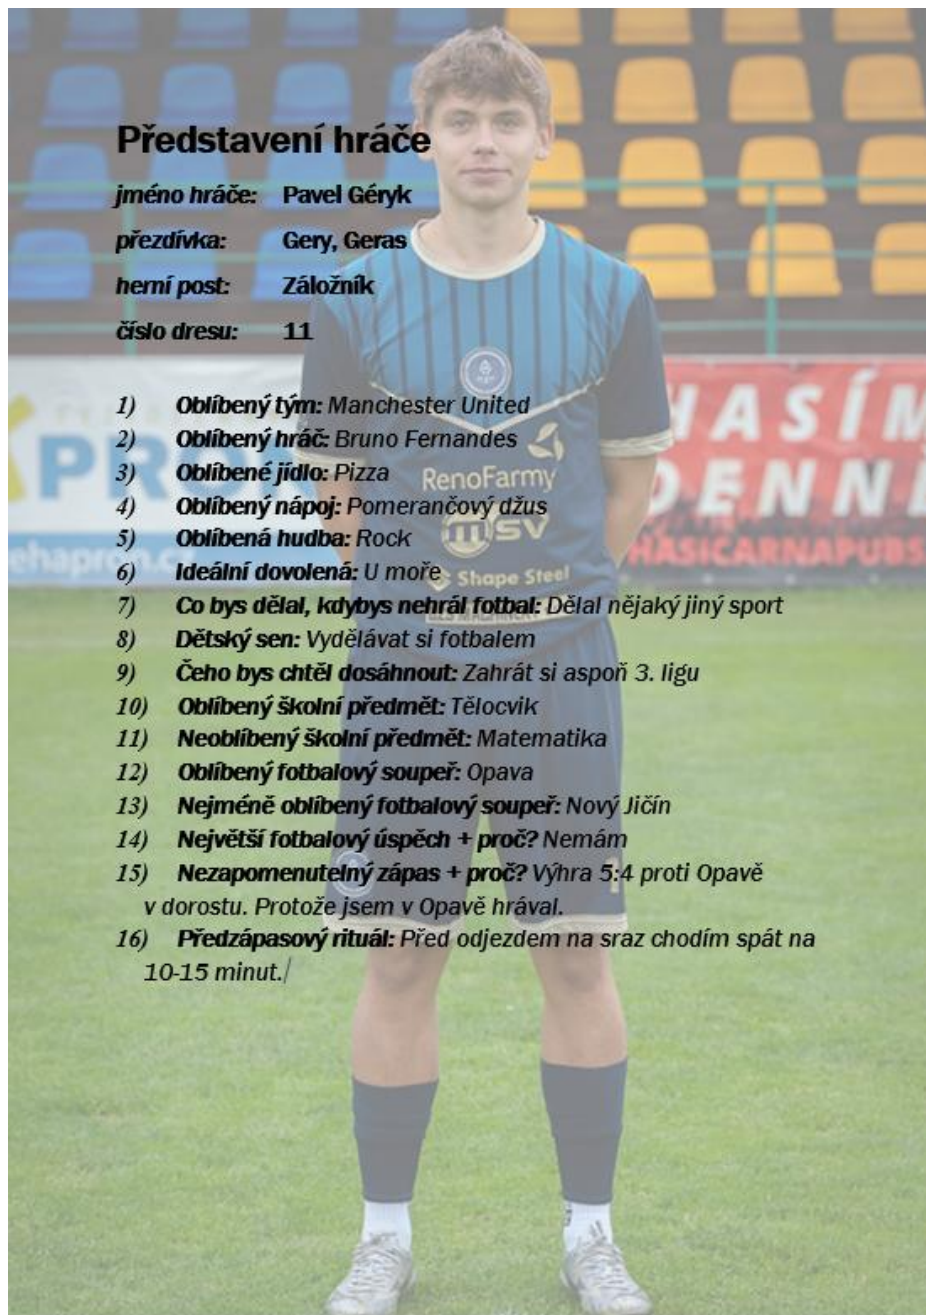 Představení hráče
jméno hráče: Pavel Géryk
přezdívka: Gery, Geras
herní post: Záložník
číslo dresu: 11
1) Oblíbený tým: Manchester United
2) Oblíbený hráč: Bruno Fernandes
3) Oblíbené jídlo: Pizza
4) Oblíbený nápoj: Pomerančový džus
5) Oblíbená hudba: Rock
6) Ideální dovolená: U moře
7) Co bys dělal, kdybys nehrál fotbal: Dělal nějaký jiný sport
8) Dětský sen: Vydělávat si fotbalem
9) Čeho bys chtěl dosáhnout: Zahrát si aspoň 3. ligu
10) Oblíbený školní předmět: Tělocvik
11) Neoblíbený školní předmět: Matematika
12) Oblíbený fotbalový soupeř: Opava
13) Nejméně oblíbený fotbalový soupeř: Nový Jičín
14) Největší fotbalový úspěch + proč? Nemám
15) Nezapomenutelný zápas + proč? Výhra 5:4 proti Opavě
v dorostu. Protože jsem v Opavě hrával.
16) Předzápasový rituál: Před odjezdem na sraz chodím spát na
10-15 minut.
RenoFarmy
MSV
Shape Steel
HASÍM
DENNĚ
HASICARNAPUBS